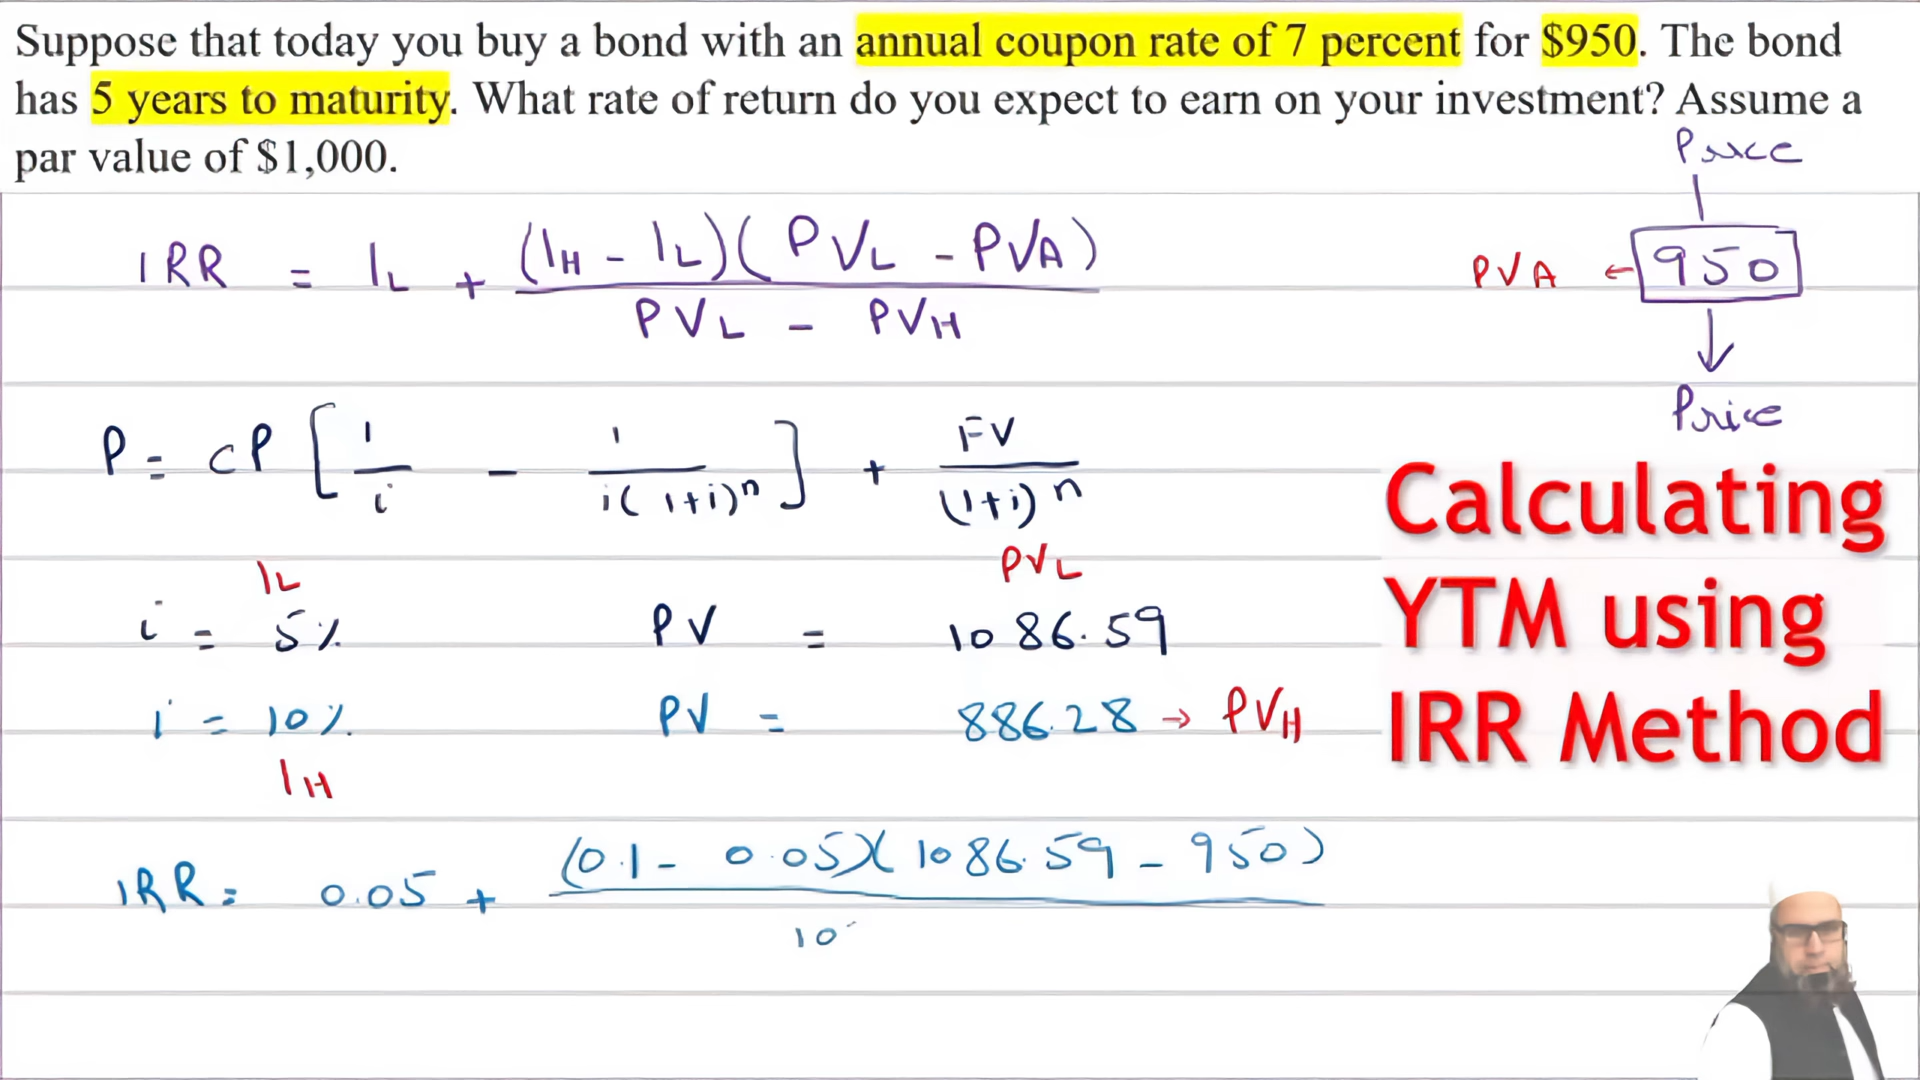 Suppose that today you buy a bond with an annual coupon rate of 7 percent for $950. The bond
has 5 years to maturity. What rate of return do you expect to earn on your investment? Assume a
par value of $1,000.
Price
IRR = IL + (IH - IL)(PVL - PVA)
PVL - PVH
PVA ← 950
Price
P = CP [ 1/i - 1/i(1+i)^n ] + FV/(1+i)^n
Calculating
YTM using
IRR Method
IL PVL
i = 5% PV = 1086.59
i = 10% PV = 886.28 → PVH
IH
IRR = 0.05 + (0.1 - 0.05)(1086.59 - 950)
10